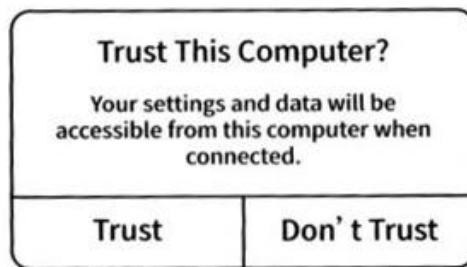 Trust This Computer?
Your settings and data will be
accessible from this computer when
connected.
Trust
Don’t Trust